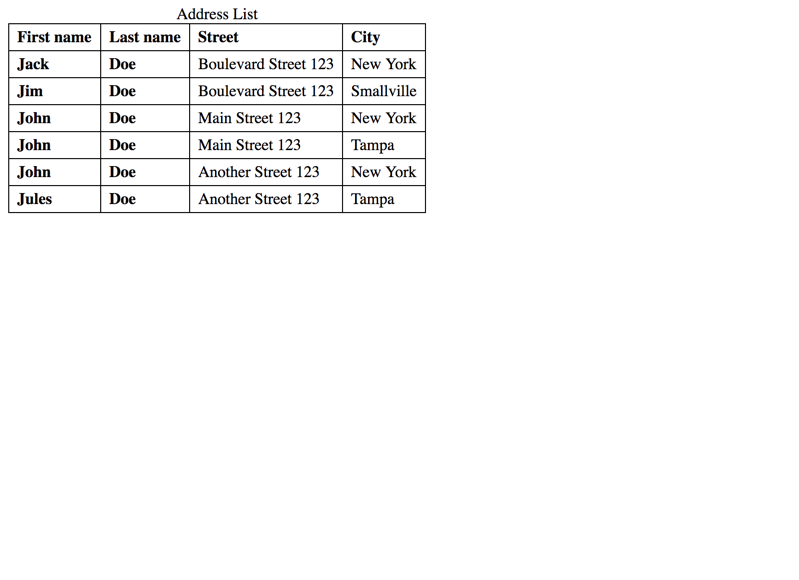 Address List
First name Last name Street City
Jack Doe Boulevard Street 123 New York
Jim Doe Boulevard Street 123 Smallville
John Doe Main Street 123 New York
John Doe Main Street 123 Tampa
John Doe Another Street 123 New York
Jules Doe Another Street 123 Tampa